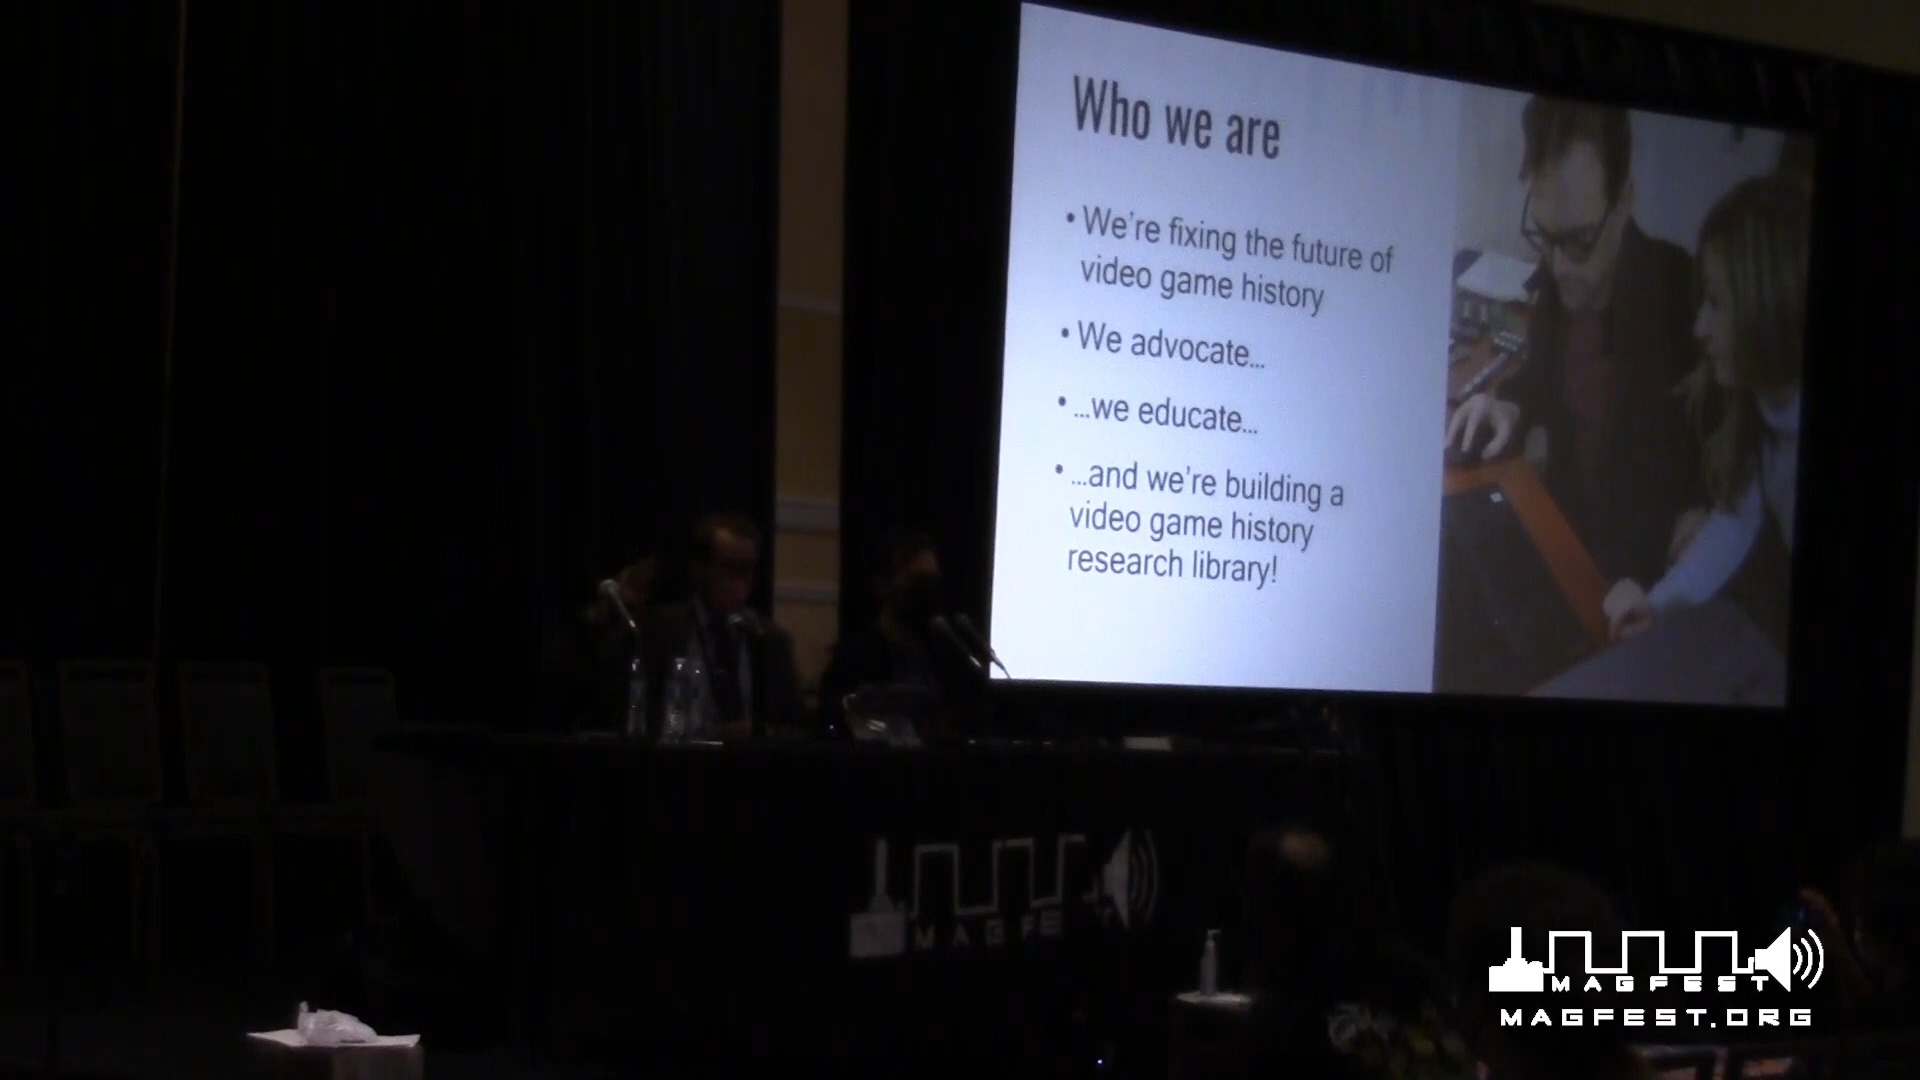 Who we are
• We're fixing the future of
video game history
• We advocate...
• ...we educate...
• ...and we're building a
video game history
research library!
MAGFEST
MAGFEST
MAGFEST.ORG